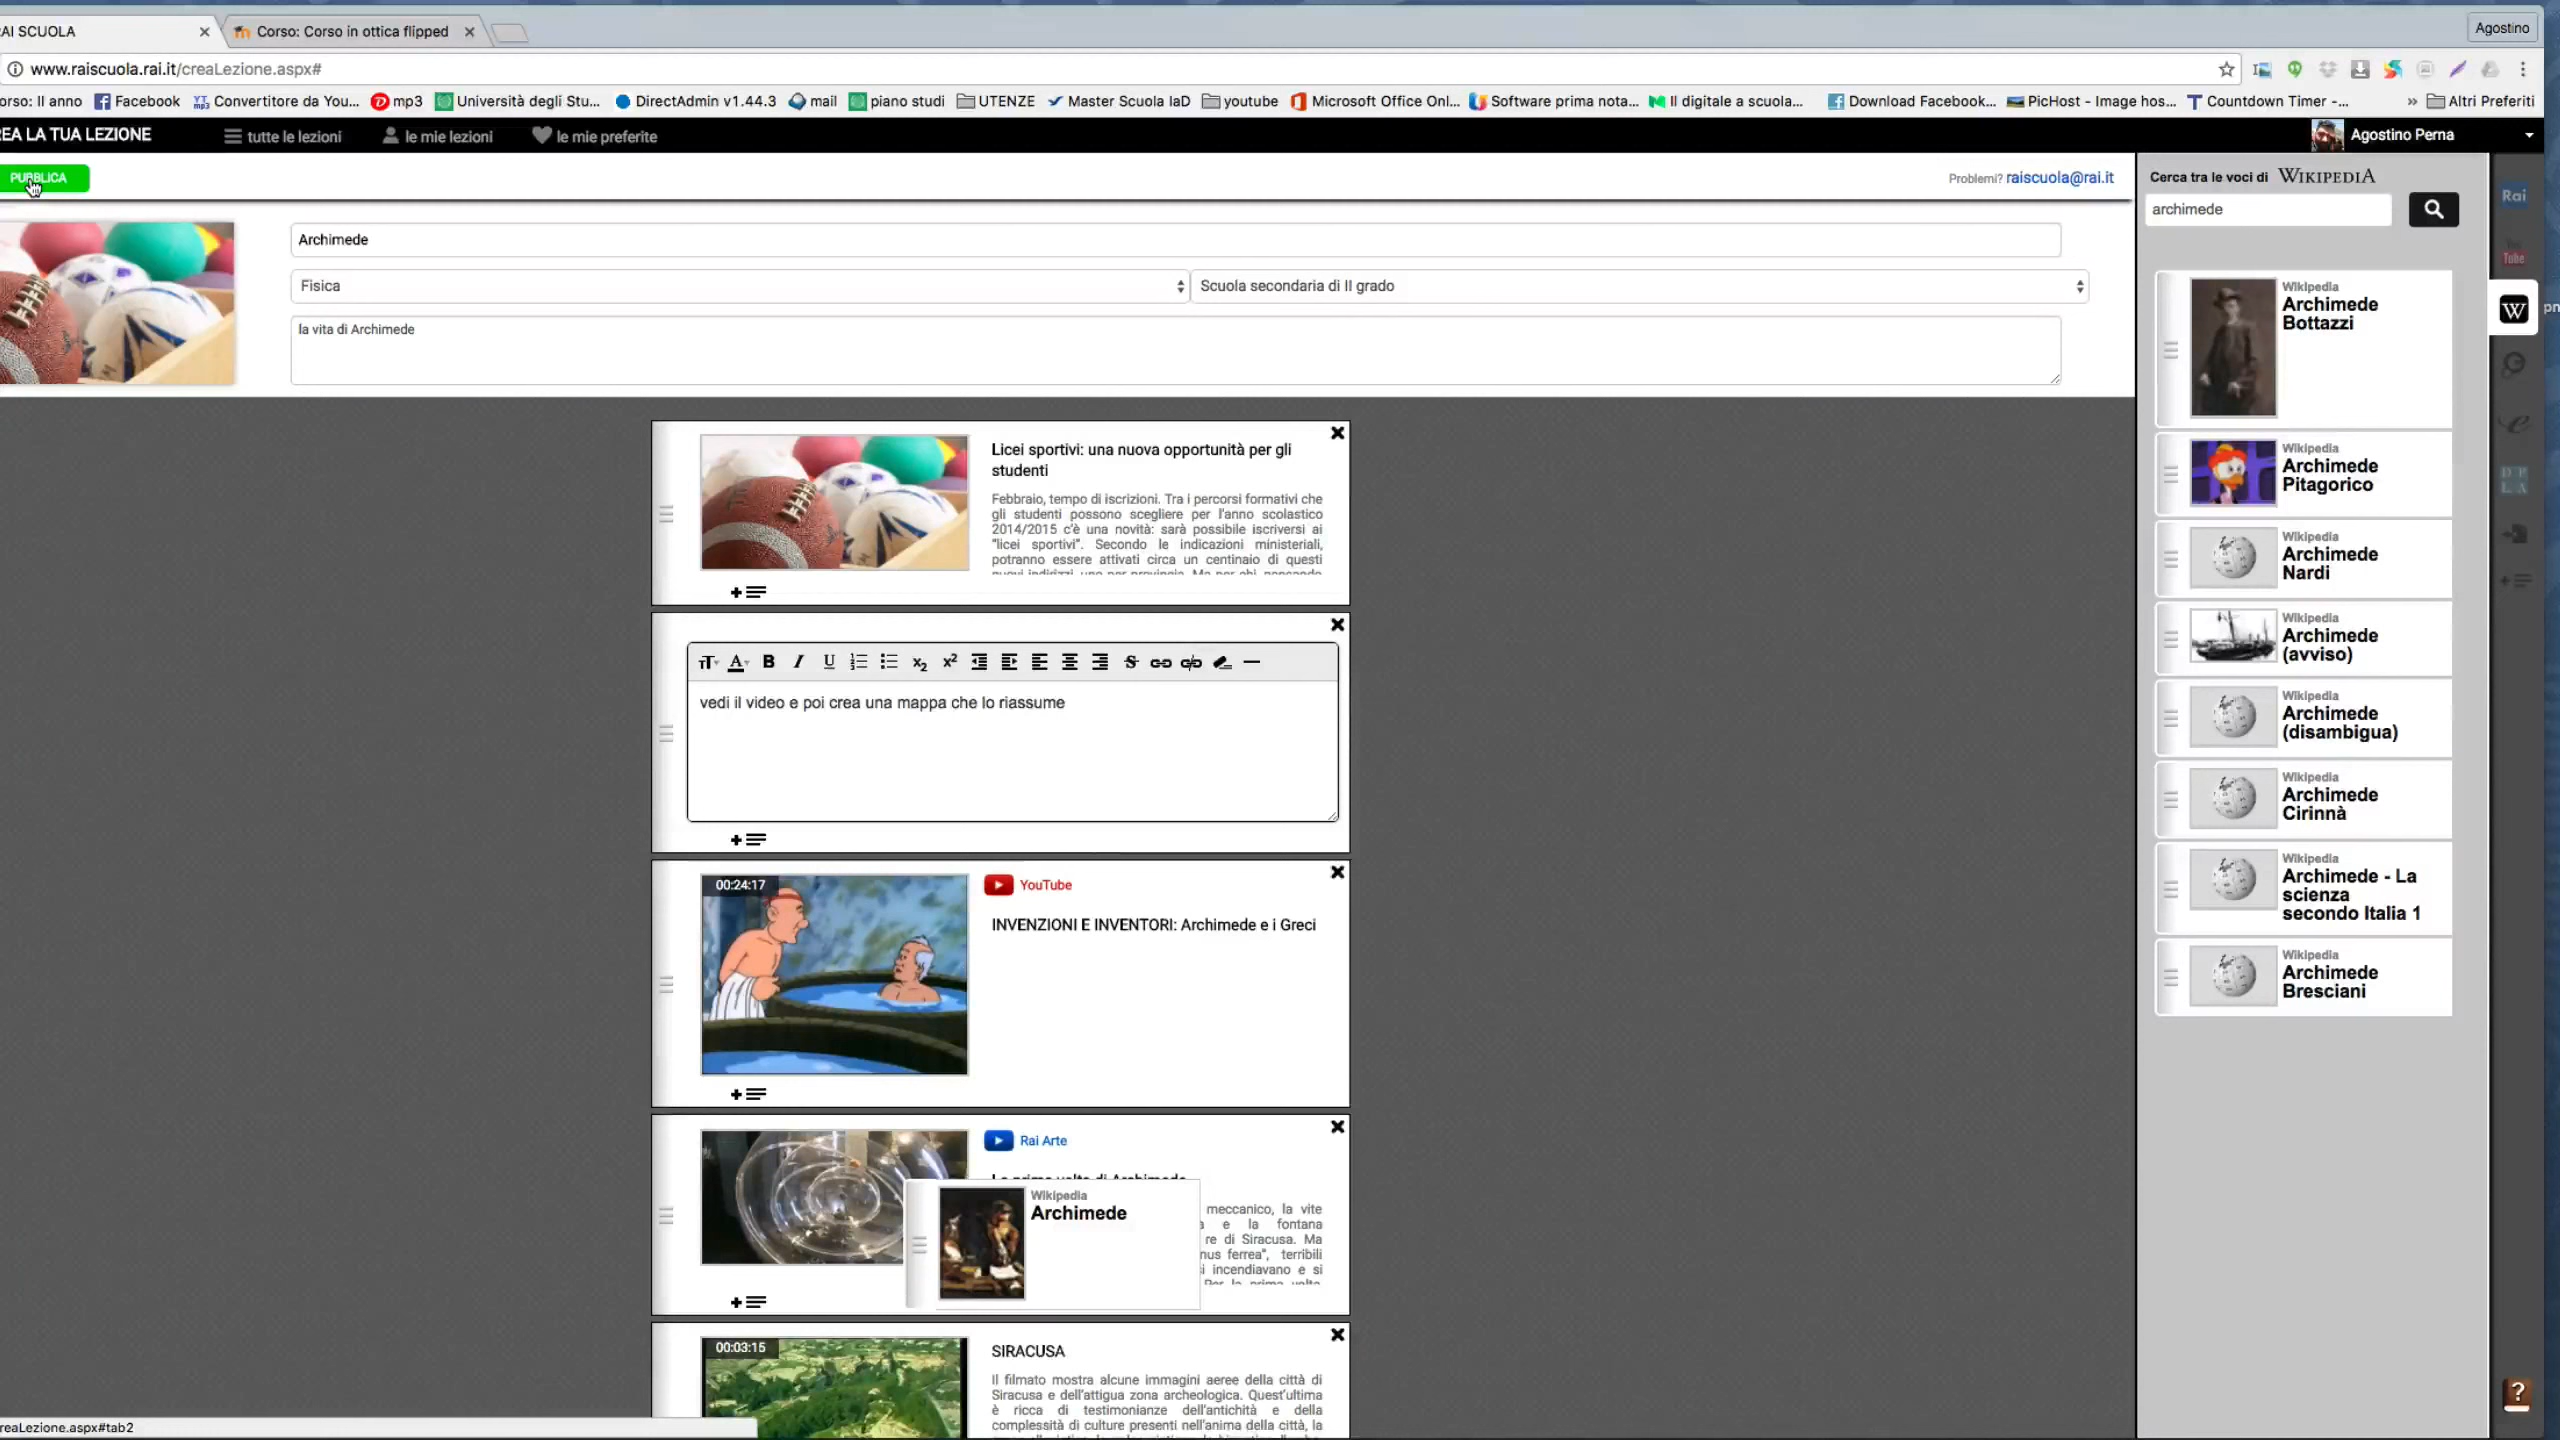 AI SCUOLA
Corso: Corso in ottica flipped
Agostino
www.raiscuola.rai.it/creaLezione.aspx#
orso: II anno
Facebook
Convertitore da You...
mp3
Università degli Stu...
DirectAdmin v1.44.3
mail
piano studi
UTENZE
Master Scuola IaD
youtube
Microsoft Office Onl...
Software prima nota...
Il digitale a scuola...
Download Facebook...
PicHost - Image hos...
Countdown Timer -...
Altri Preferiti
EA LA TUA LEZIONE
tutte le lezioni
le mie lezioni
le mie preferite
Agostino Perna
PUBBLICA
Problemi? raiscuola@rai.it
Archimede
Fisica
Scuola secondaria di II grado
la vita di Archimede
Licei sportivi: una nuova opportunità per gli
studenti
Febbraio, tempo di iscrizioni. Tra i percorsi formativi che
gli studenti possono scegliere per l'anno scolastico
2014/2015 c'è una novità: sarà possibile iscriversi ai
"licei sportivi". Secondo le indicazioni ministeriali,
potranno essere attivati circa un centinaio di questi
vedi il video e poi crea una mappa che lo riassume
00:24:17
YouTube
INVENZIONI E INVENTORI: Archimede e i Greci
Rai Arte
Wikipedia
Archimede
meccanico, la vite
e la fontana
re di Siracusa. Ma
ferrea", terribili
incendiavano e si
00:03:15
SIRACUSA
Il filmato mostra alcune immagini aeree della città di
Siracusa e dell'attigua zona archeologica. Quest'ultima
è ricca di testimonianze dell'antichità e della
complessità di culture presenti nell'anima della città, la
reaLezione.aspx#tab2
Cerca tra le voci di WIKIPEDIA
archimede
Wikipedia
Archimede
Bottazzi
Wikipedia
Archimede
Pitagorico
Wikipedia
Archimede
Nardi
Wikipedia
Archimede
(avviso)
Wikipedia
Archimede
(disambigua)
Wikipedia
Archimede
Cirinnà
Wikipedia
Archimede - La
scienza
secondo Italia 1
Wikipedia
Archimede
Bresciani
Rai
You
Tube
W
DP
LA